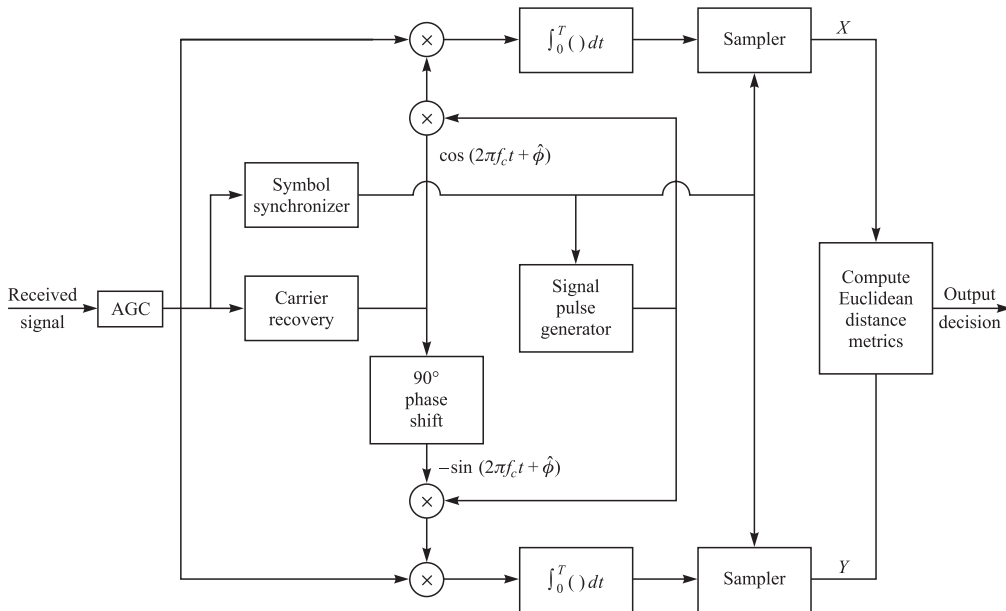 ∫₀ᵀ( ) dt
Sampler
X
cos (2πf_c t + φ̂)
Symbol
synchronizer
Received
signal
AGC
Carrier
recovery
Signal
pulse
generator
Compute
Euclidean
distance
metrics
Output
decision
90°
phase
shift
−sin (2πf_c t + φ̂)
∫₀ᵀ( ) dt
Sampler
Y